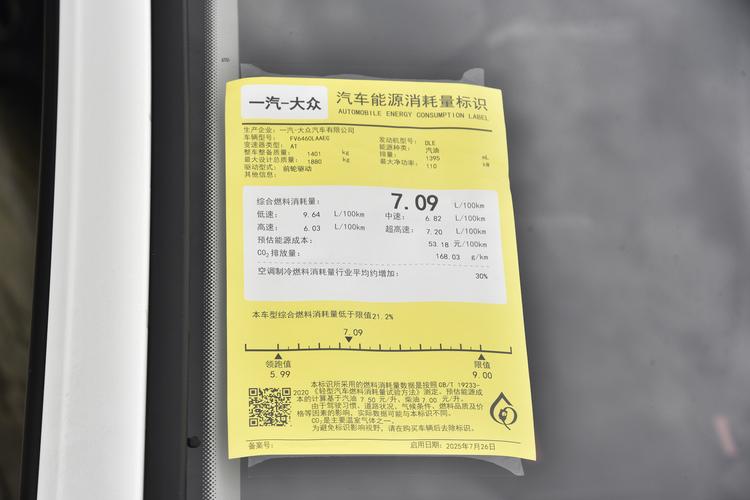 一汽-大众
汽车能源消耗量标识
AUTOMOBILE ENERGY CONSUMPTION LABEL
生产企业: 一汽-大众汽车有限公司
车辆型号: FV6460LAAEG 发动机型号: DLE
变速器类型: AT 能源种类: 汽油
整车整备质量: 1401 kg 排量: 1395 mL
最大设计总质量: 1880 kg 最大净功率: 110 kW
驱动型式: 前轮驱动
其他信息:
综合燃料消耗量: 7.09 L/100km
低速: 9.64 L/100km 中速: 6.82 L/100km
高速: 6.03 L/100km 超高速: 7.20 L/100km
预估能源成本: 53.18 元/100km
CO₂排放量: 168.03 g/km
空调制冷燃料消耗量行业平均约增加: 30%
本车型综合燃料消耗量低于限值21.2%
7.09
领跑值 限值
5.99 9.00
本标识所采用的燃料消耗量数据是按照GB/T 19233-
2020《轻型汽车燃料消耗量试验方法》测定。预估能源成
本的计算基于汽油 7.50 元/升、柴油 7.00 元/升。
由于驾驶习惯、道路状况、气候条件、燃料品质及价
格等因素的影响，实际数据可能与本标识不同。
CO₂是主要温室气体之一。
为避免标识影响视野，请在购买车辆后去除标识。
备案号: 启用日期: 2025年7月26日